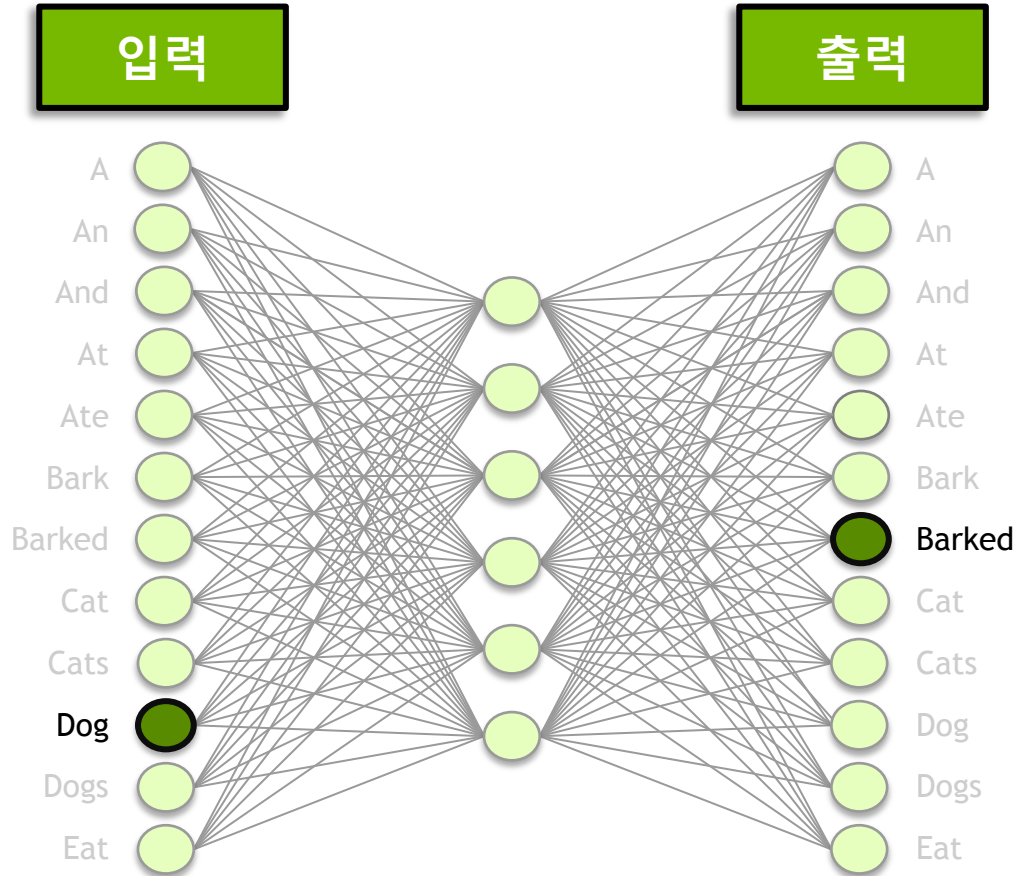 입력
출력
A
An
And
At
Ate
Bark
Barked
Cat
Cats
Dog
Dogs
Eat
A
An
And
At
Ate
Bark
Barked
Cat
Cats
Dog
Dogs
Eat